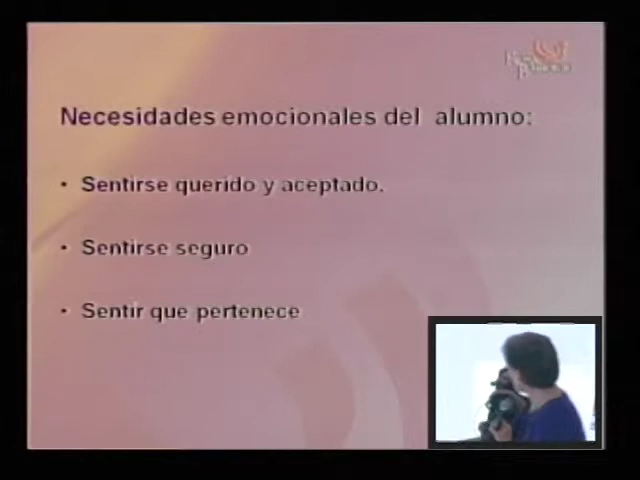 Necesidades emocionales del alumno:
• Sentirse querido y aceptado.
• Sentirse seguro
• Sentir que pertenece